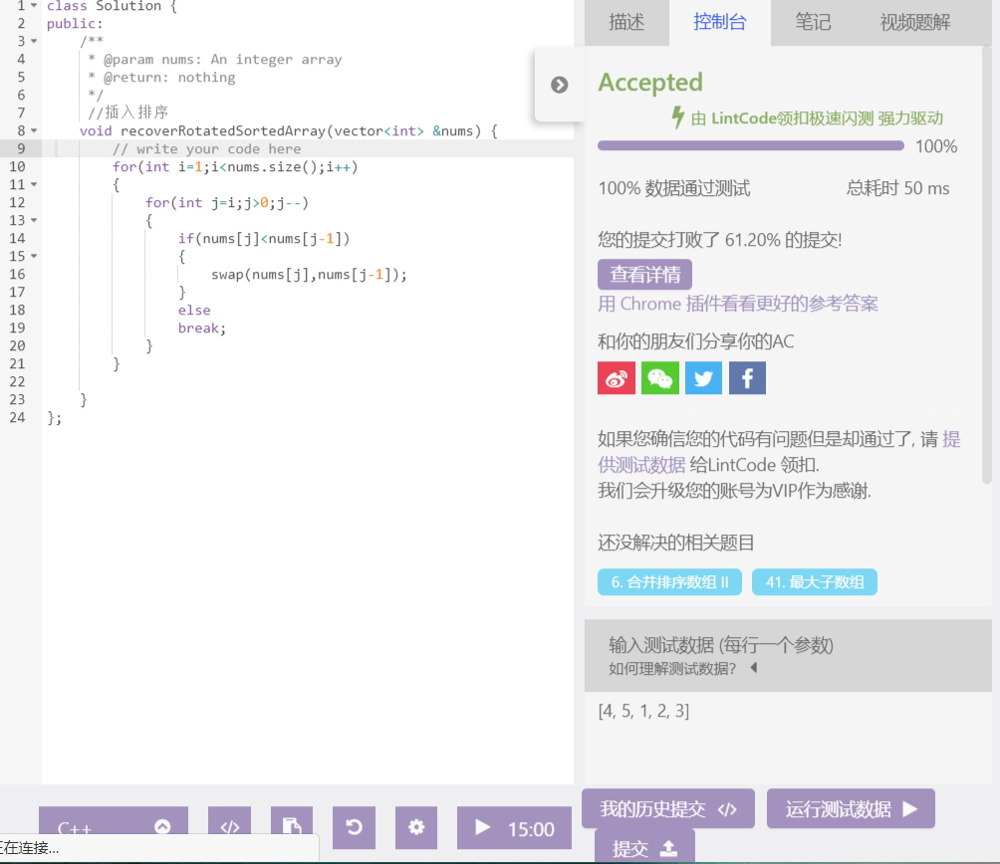 1 class Solution {
2 public:
3 /**
4 * @param nums: An integer array
5 * @return: nothing
6 */
7 //插入排序
8 void recoverRotatedSortedArray(vector<int> &nums) {
9 // write your code here
10 for(int i=1;i<nums.size();i++)
11 {
12 for(int j=i;j>0;j--)
13 {
14 if(nums[j]<nums[j-1])
15 {
16 swap(nums[j],nums[j-1]);
17 }
18 else
19 break;
20 }
21 }
22
23 }
24 };
描述 控制台 笔记 视频题解
Accepted
由 LintCode领扣极速闪测 强力驱动
100%
100% 数据通过测试 总耗时 50 ms
您的提交打败了 61.20% 的提交!
查看详情
用 Chrome 插件看看更好的参考答案
和你的朋友们分享你的AC
如果您确信您的代码有问题但是却通过了, 请 提
供测试数据 给LintCode 领扣.
我们会升级您的账号为VIP作为感谢.
还没解决的相关题目
6. 合并排序数组 II 41. 最大子数组
输入测试数据 (每行一个参数)
如何理解测试数据?
[4, 5, 1, 2, 3]
C++ </> 15:00
我的历史提交 </> 运行测试数据
提交
正在连接...